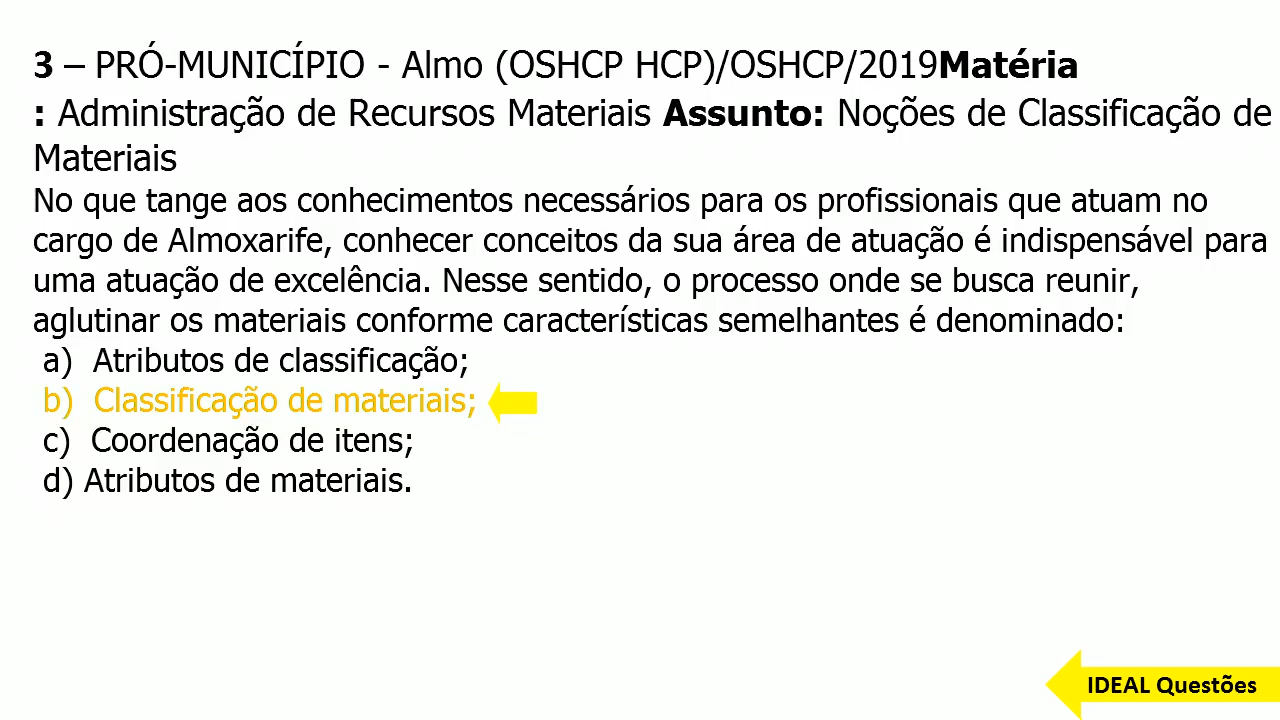 3 – PRÓ-MUNICÍPIO - Almo (OSHCP HCP)/OSHCP/2019Matéria
: Administração de Recursos Materiais Assunto: Noções de Classificação de
Materiais
No que tange aos conhecimentos necessários para os profissionais que atuam no
cargo de Almoxarife, conhecer conceitos da sua área de atuação é indispensável para
uma atuação de excelência. Nesse sentido, o processo onde se busca reunir,
aglutinar os materiais conforme características semelhantes é denominado:
a) Atributos de classificação;
b) Classificação de materiais;
c) Coordenação de itens;
d) Atributos de materiais.
IDEAL Questões